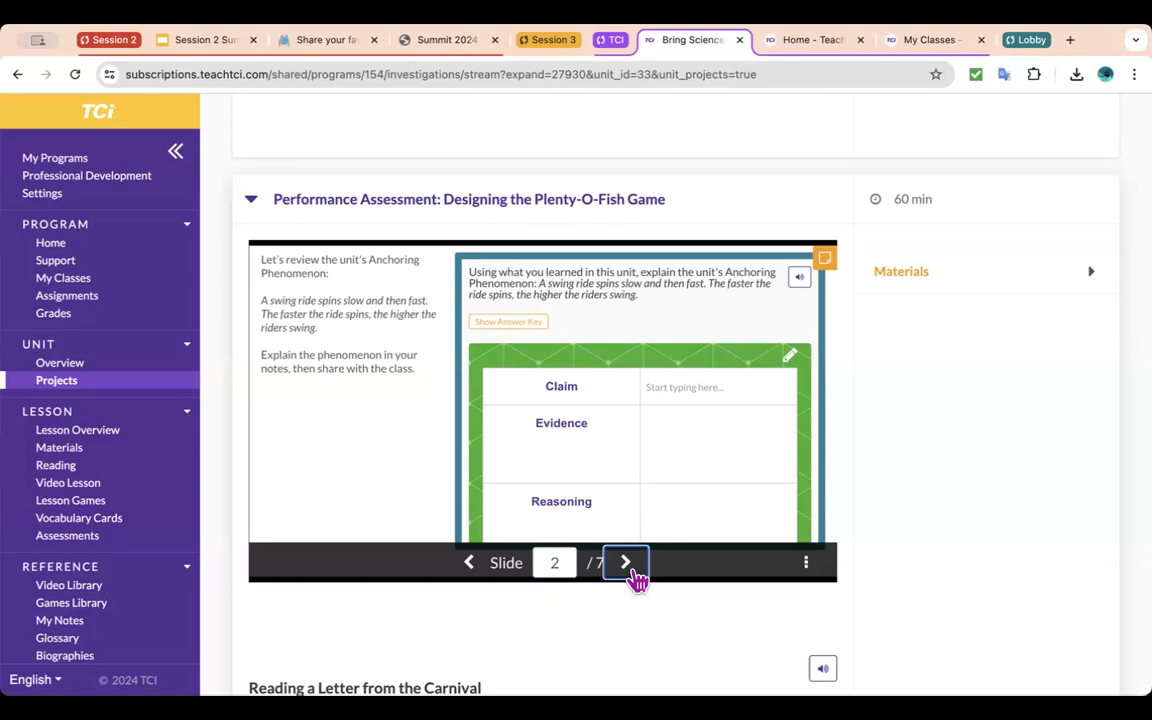 Session 2
Session 2 Sum
Share your fav
Summit 2024
Session 3
TCI
Bring Science
Home - Teach
My Classes -
Lobby
subscriptions.teachtci.com/shared/programs/154/investigations/stream?expand=27930&unit_id=33&unit_projects=true
TCi
My Programs
Professional Development
Settings
PROGRAM
Home
Support
My Classes
Assignments
Grades
UNIT
Overview
Projects
LESSON
Lesson Overview
Materials
Reading
Video Lesson
Lesson Games
Vocabulary Cards
Assessments
REFERENCE
Video Library
Games Library
My Notes
Glossary
Biographies
English
© 2024 TCI
Performance Assessment: Designing the Plenty-O-Fish Game
60 min
Materials
Let's review the unit's Anchoring
Phenomenon:
A swing ride spins slow and then fast.
The faster the ride spins, the higher the
riders swing.
Explain the phenomenon in your
notes, then share with the class.
Using what you learned in this unit, explain the unit's Anchoring
Phenomenon: A swing ride spins slow and then fast. The faster the
ride spins, the higher the riders swing.
Show Answer Key
Claim
Start typing here...
Evidence
Reasoning
Slide 2 / 7
Reading a Letter from the Carnival